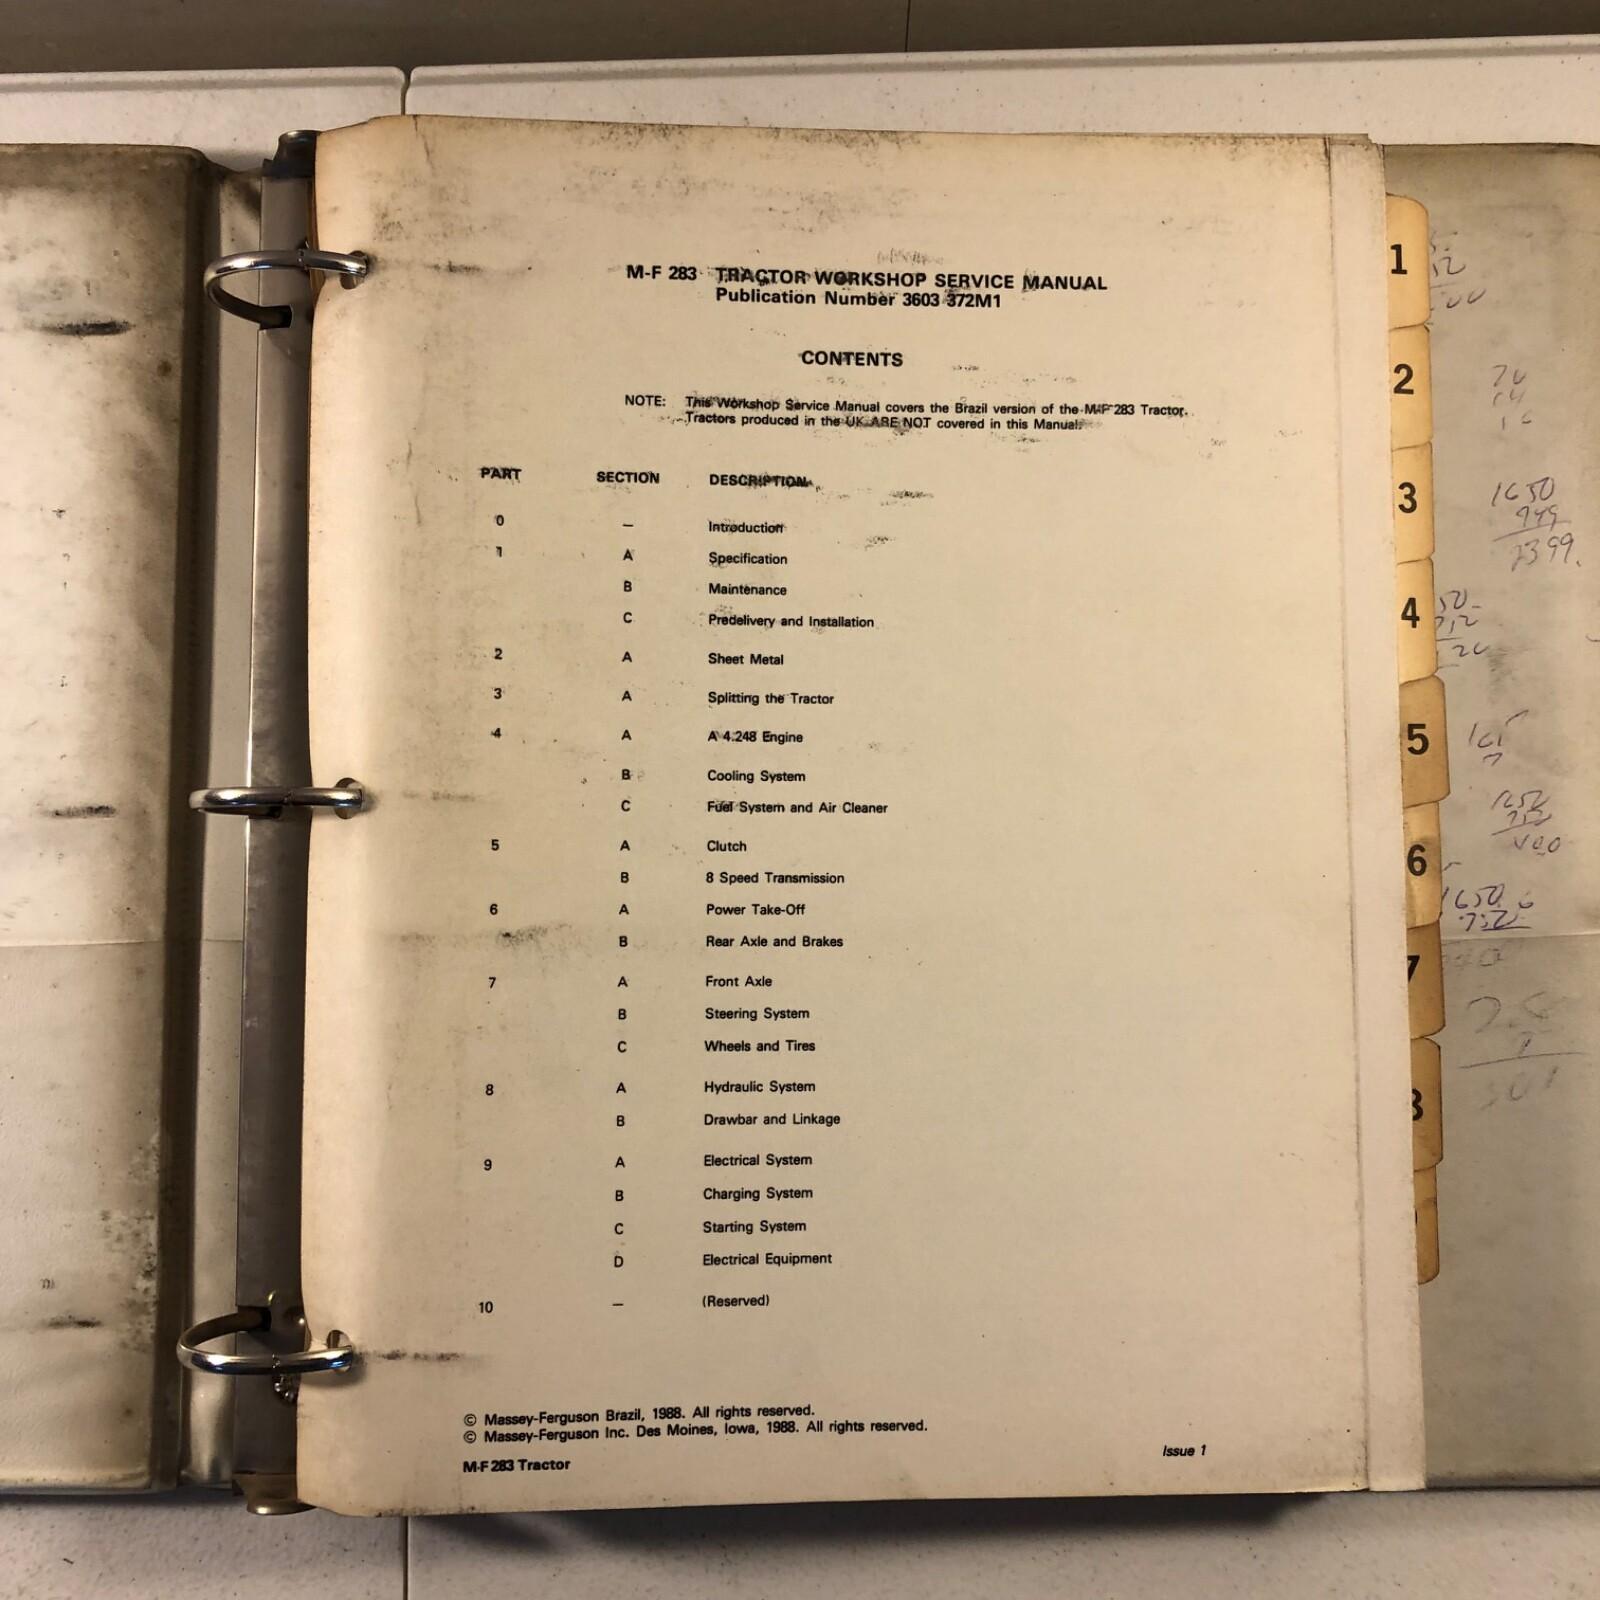 M-F 283 TRACTOR WORKSHOP SERVICE MANUAL
Publication Number 3603 372M1
CONTENTS
NOTE: This Workshop Service Manual covers the Brazil version of the M-F 283 Tractor.
Tractors produced in the UK ARE NOT covered in this Manual.
PART SECTION DESCRIPTION
0 — Introduction
1 A Specification
B Maintenance
C Predelivery and Installation
2 A Sheet Metal
3 A Splitting the Tractor
4 A A 4.248 Engine
B Cooling System
C Fuel System and Air Cleaner
5 A Clutch
B 8 Speed Transmission
6 A Power Take-Off
B Rear Axle and Brakes
7 A Front Axle
B Steering System
C Wheels and Tires
8 A Hydraulic System
B Drawbar and Linkage
9 A Electrical System
B Charging System
C Starting System
D Electrical Equipment
10 — (Reserved)
© Massey-Ferguson Brazil, 1988. All rights reserved.
© Massey-Ferguson Inc. Des Moines, Iowa, 1988. All rights reserved.
Issue 1
M-F 283 Tractor
1
2
3
4
5
6
7
8
1650
2399.
1650